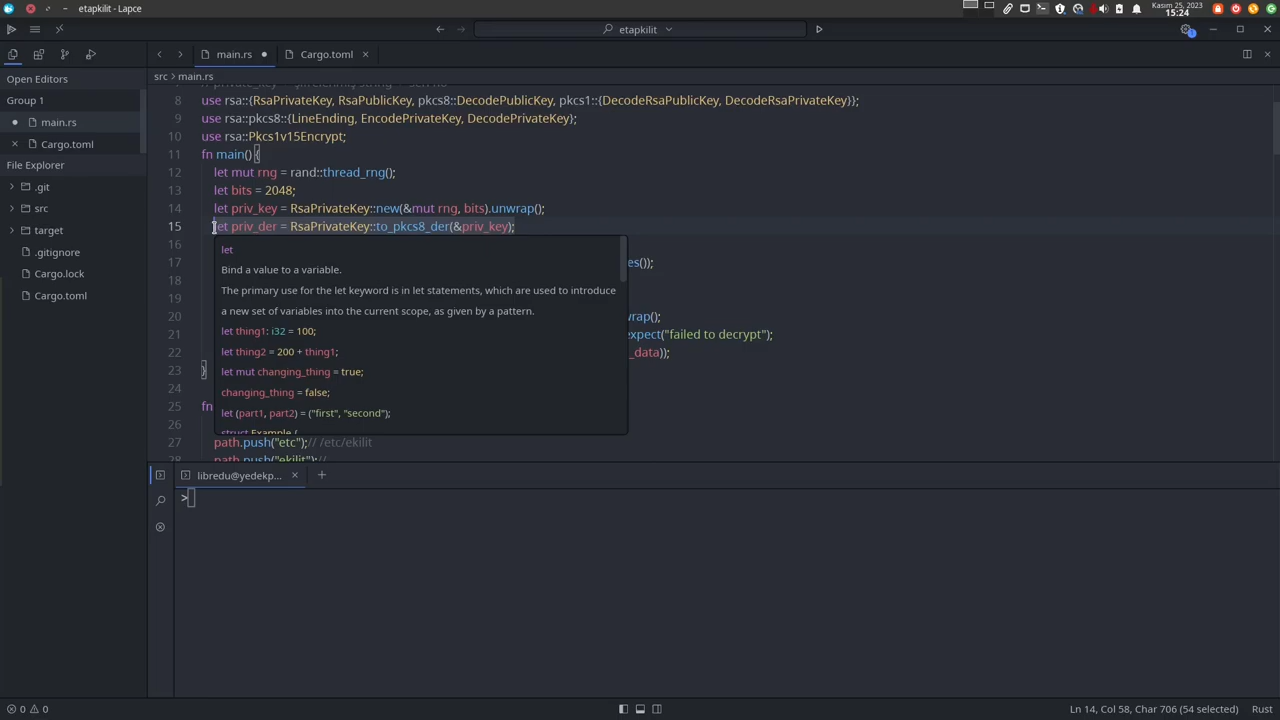 etapkilit - Lapce
Kasım 25, 2023
15:24
etapkilit
main.rs
Cargo.toml
Open Editors
Group 1
main.rs
Cargo.toml
File Explorer
.git
src
target
.gitignore
Cargo.lock
Cargo.toml
src main.rs
8 use rsa::{RsaPrivateKey, RsaPublicKey, pkcs8::DecodePublicKey, pkcs1::{DecodeRsaPublicKey, DecodeRsaPrivateKey}};
9 use rsa::pkcs8::{LineEnding, EncodePrivateKey, DecodePrivateKey};
10 use rsa::Pkcs1v15Encrypt;
11 fn main() {
12 let mut rng = rand::thread_rng();
13 let bits = 2048;
14 let priv_key = RsaPrivateKey::new(&mut rng, bits).unwrap();
15 let priv_der = RsaPrivateKey::to_pkcs8_der(&priv_key);
16
17 es());
18
19
20 rap();
21 expect("failed to decrypt");
22 _data));
23 }
24
25 fn
26
27 path.push("etc");// /etc/ekilit
28 path.push("ekilit");//
let
Bind a value to a variable.
The primary use for the let keyword is in let statements, which are used to introduce
a new set of variables into the current scope, as given by a pattern.
let thing1: i32 = 100;
let thing2 = 200 + thing1;
let mut changing_thing = true;
changing_thing = false;
let (part1, part2) = ("first", "second");
struct Example {
libredu@yedekp...
>
0 0
Ln 14, Col 58, Char 706 (54 selected)
Rust